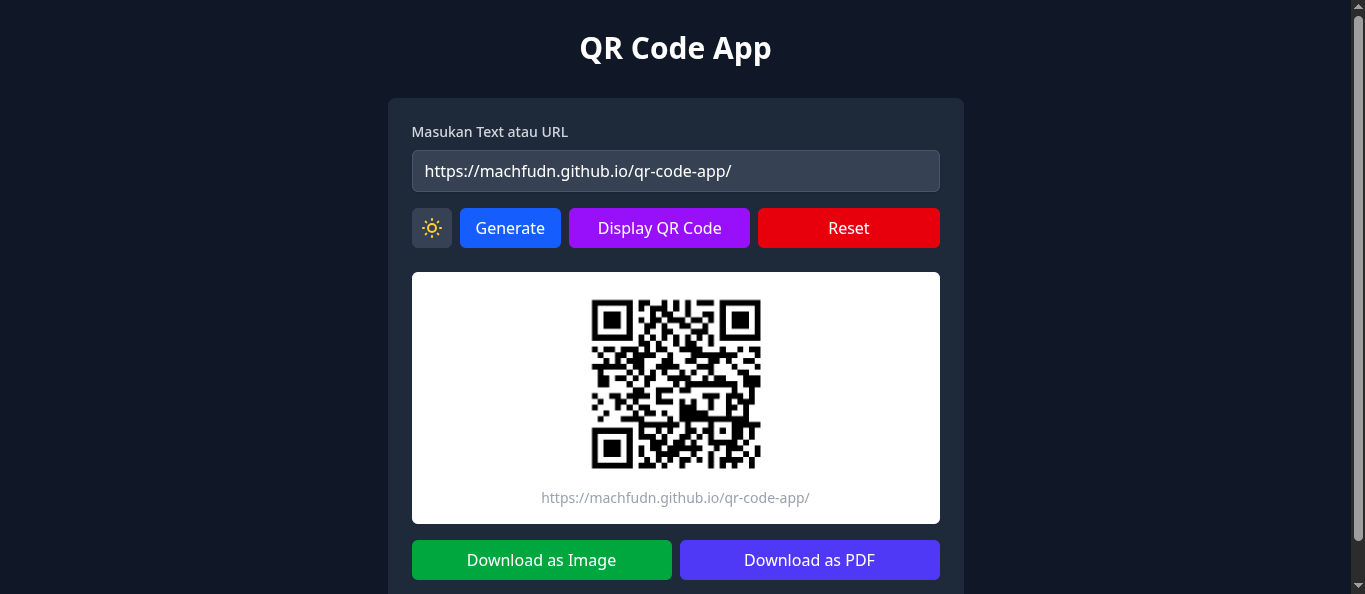 QR Code App
Masukan Text atau URL
https://machfudn.github.io/qr-code-app/
Generate
Display QR Code
Reset
https://machfudn.github.io/qr-code-app/
Download as Image
Download as PDF